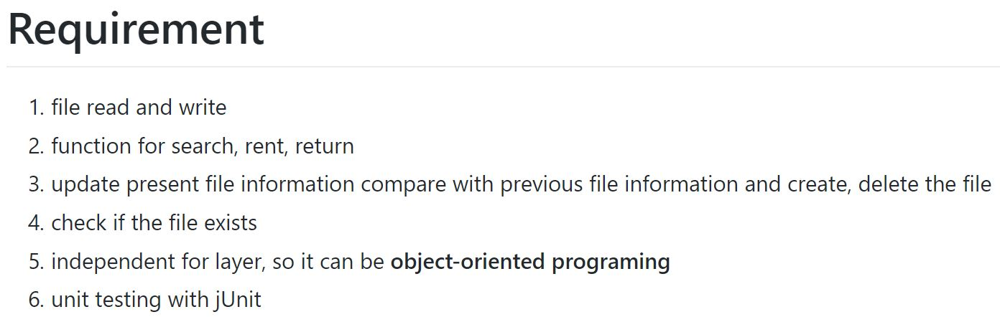 Requirement
1. file read and write
2. function for search, rent, return
3. update present file information compare with previous file information and create, delete the file
4. check if the file exists
5. independent for layer, so it can be object-oriented programing
6. unit testing with jUnit